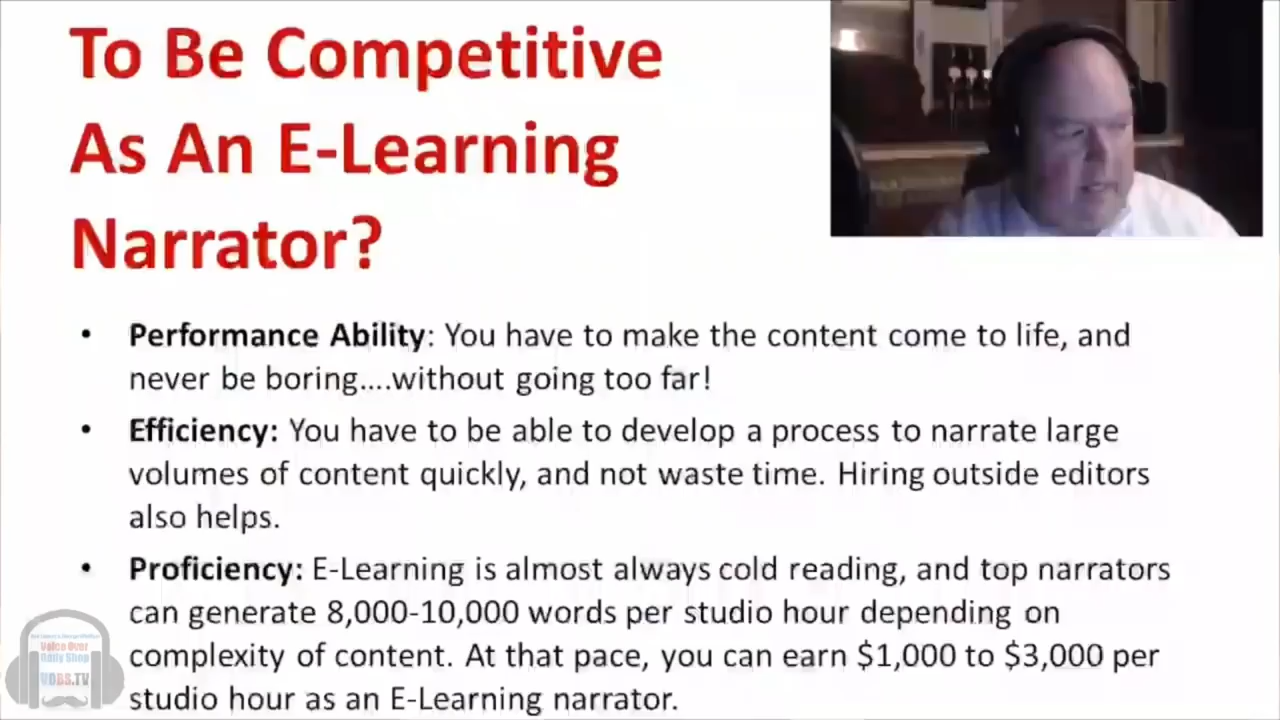 To Be Competitive
As An E-Learning
Narrator?
• Performance Ability: You have to make the content come to life, and
never be boring....without going too far!
• Efficiency: You have to be able to develop a process to narrate large
volumes of content quickly, and not waste time. Hiring outside editors
also helps.
• Proficiency: E-Learning is almost always cold reading, and top narrators
can generate 8,000-10,000 words per studio hour depending on
complexity of content. At that pace, you can earn $1,000 to $3,000 per
studio hour as an E-Learning narrator.
Voice Over
VOBS.TV